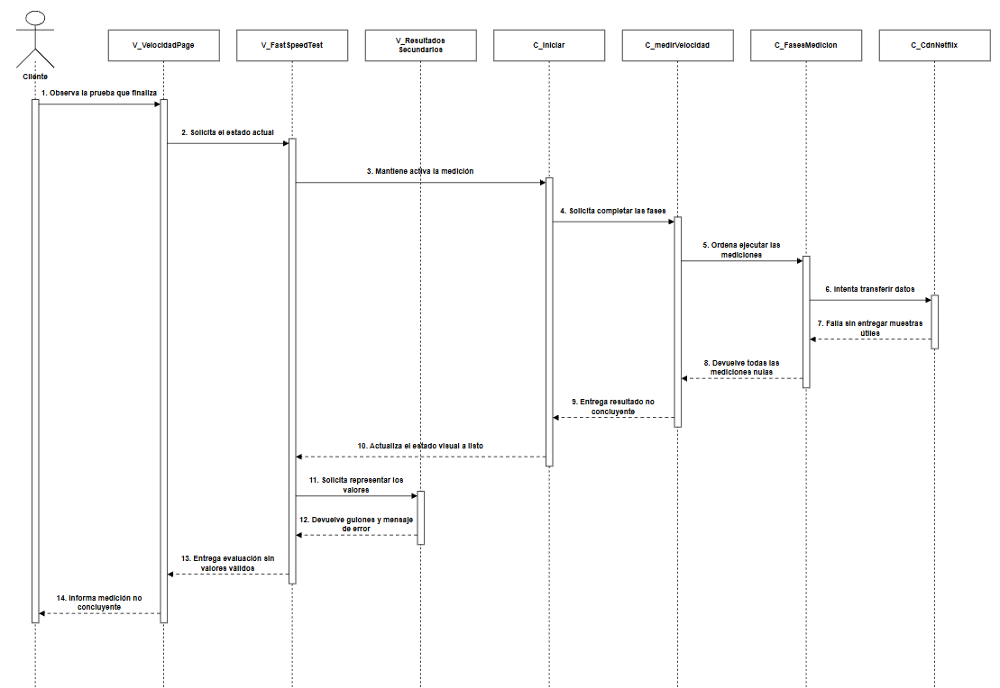 Cliente
V_VelocidadPage
V_FastSpeedTest
V_Resultados
Secundarios
C_Iniciar
C_medirVelocidad
C_FasesMedicion
C_CdnNetflix
1. Observa la prueba que finaliza
2. Solicita el estado actual
3. Mantiene activa la medición
4. Solicita completar las fases
5. Ordena ejecutar las
mediciones
6. Intenta transferir datos
7. Falla sin entregar muestras
útiles
8. Devuelve todas las
mediciones nulas
9. Entrega resultado no
concluyente
10. Actualiza el estado visual a listo
11. Solicita representar los
valores
12. Devuelve guiones y mensaje
de error
13. Entrega evaluación sin
valores válidos
14. Informa medición no
concluyente